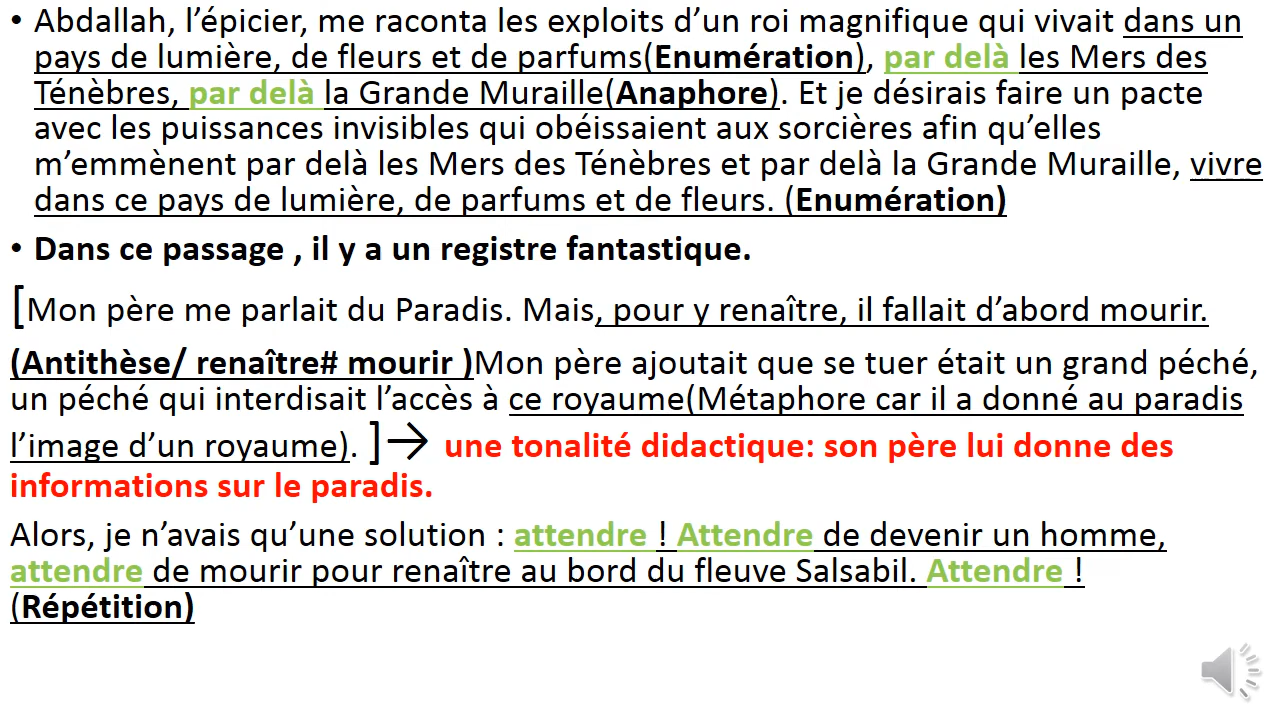 • Abdallah, l’épicier, me raconta les exploits d’un roi magnifique qui vivait dans un
pays de lumière, de fleurs et de parfums(Enumération), par delà les Mers des
Ténèbres, par delà la Grande Muraille(Anaphore). Et je désirais faire un pacte
avec les puissances invisibles qui obéissaient aux sorcières afin qu’elles
m’emmènent par delà les Mers des Ténèbres et par delà la Grande Muraille, vivre
dans ce pays de lumière, de parfums et de fleurs. (Enumération)
• Dans ce passage , il y a un registre fantastique.
[Mon père me parlait du Paradis. Mais, pour y renaître, il fallait d’abord mourir.
(Antithèse/ renaître# mourir )Mon père ajoutait que se tuer était un grand péché,
un péché qui interdisait l’accès à ce royaume(Métaphore car il a donné au paradis
l’image d’un royaume). ]→ une tonalité didactique: son père lui donne des
informations sur le paradis.
Alors, je n’avais qu’une solution : attendre ! Attendre de devenir un homme,
attendre de mourir pour renaître au bord du fleuve Salsabil. Attendre !
(Répétition)